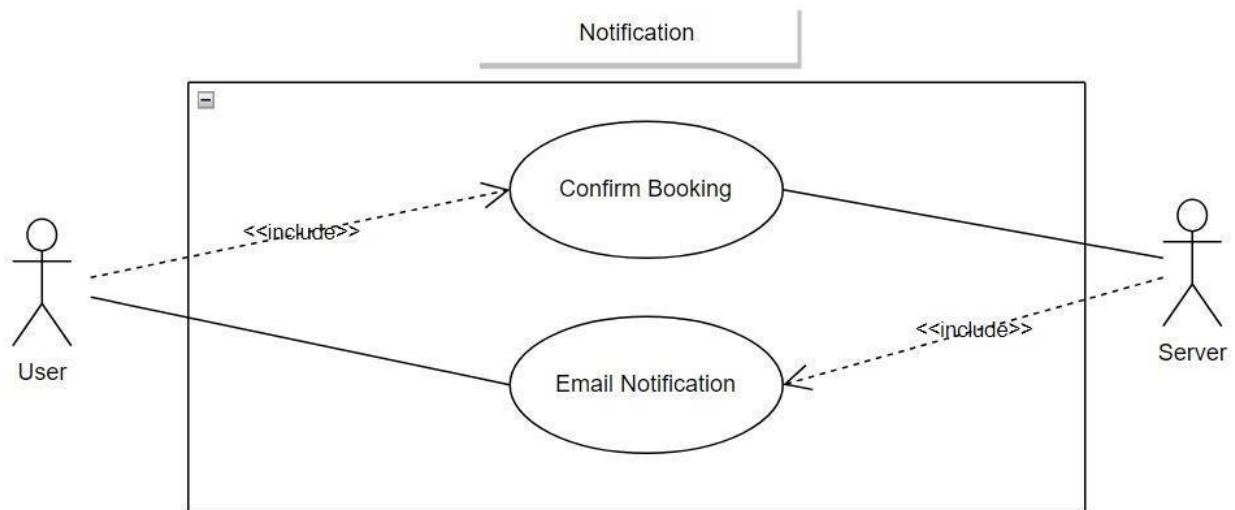 Notification
Confirm Booking
<<include>>
<<include>>
Email Notification
User
Server